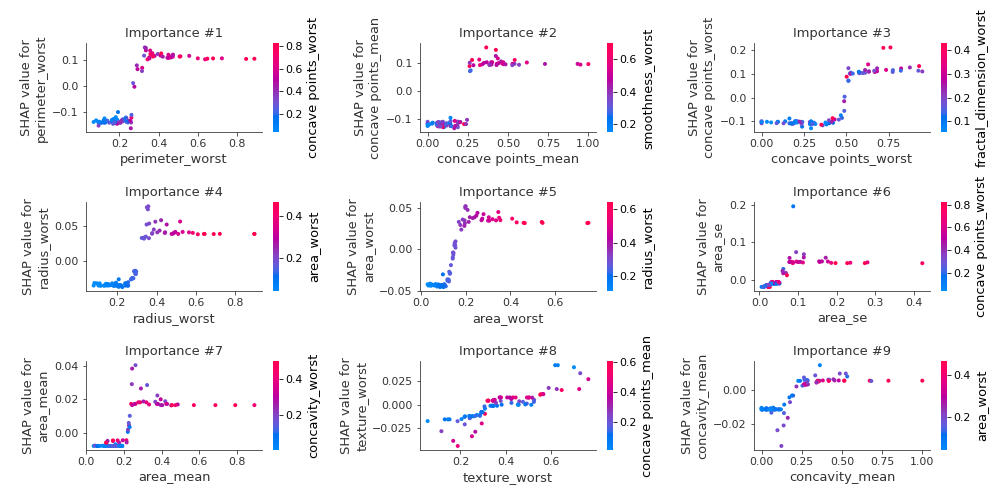 Importance #1
SHAP value for
perimeter_worst
0.1
0.0
−0.1
0.2
0.4
0.6
0.8
perimeter_worst
0.8
0.6
0.4
0.2
concave points_worst
Importance #2
SHAP value for
concave points_mean
0.1
0.0
−0.1
0.00
0.25
0.50
0.75
1.00
concave points_mean
0.6
0.4
0.2
smoothness_worst
Importance #3
SHAP value for
concave points_worst
0.2
0.1
0.0
−0.1
0.00
0.25
0.50
0.75
concave points_worst
0.4
0.3
0.2
0.1
fractal_dimension_worst
Importance #4
SHAP value for
radius_worst
0.05
0.00
0.2
0.4
0.6
0.8
radius_worst
0.4
0.2
area_worst
Importance #5
SHAP value for
area_worst
0.05
0.00
−0.05
0.0
0.2
0.4
0.6
area_worst
0.6
0.4
0.2
radius_worst
Importance #6
SHAP value for
area_se
0.2
0.1
0.0
0.0
0.1
0.2
0.3
0.4
area_se
0.8
0.6
0.4
0.2
concave points_worst
Importance #7
SHAP value for
area_mean
0.04
0.02
0.00
0.0
0.2
0.4
0.6
0.8
area_mean
0.4
0.2
concavity_worst
Importance #8
SHAP value for
texture_worst
0.025
0.000
−0.025
0.2
0.4
0.6
texture_worst
0.6
0.4
0.2
concave points_mean
Importance #9
SHAP value for
concavity_mean
0.00
−0.02
0.00
0.25
0.50
0.75
1.00
concavity_mean
0.4
0.2
area_worst